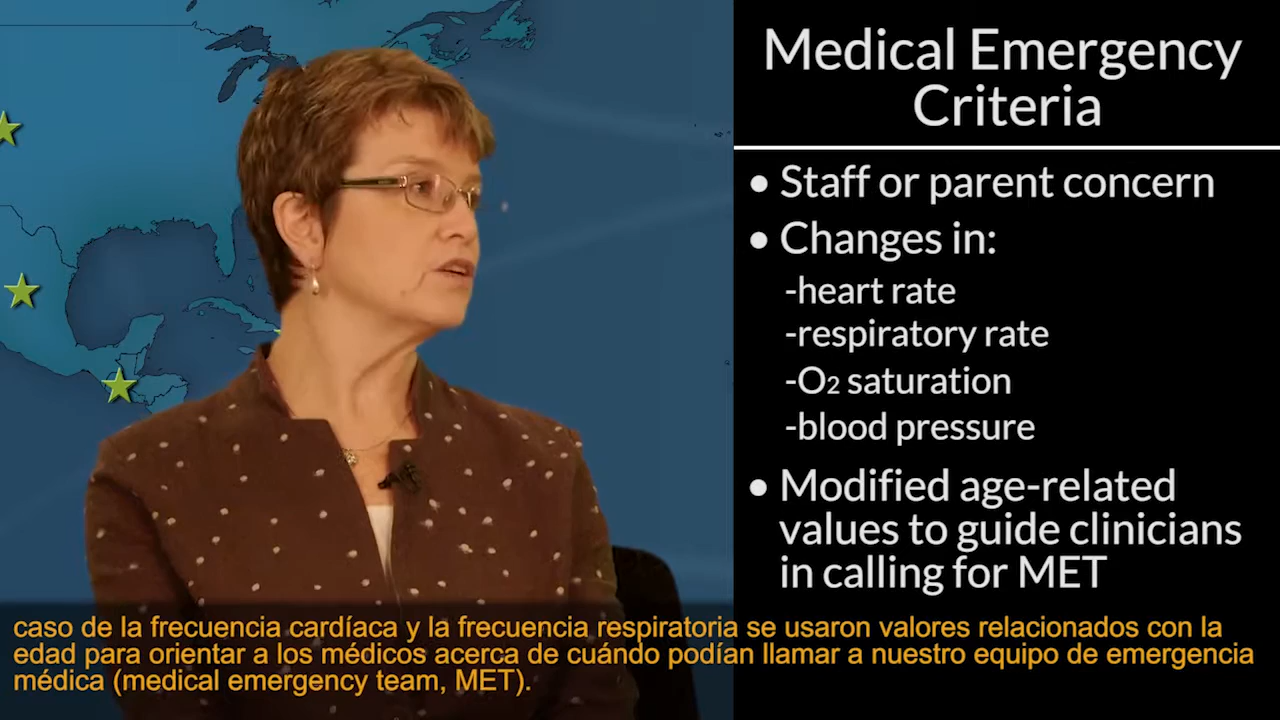 Medical Emergency
Criteria
• Staff or parent concern
• Changes in:
-heart rate
-respiratory rate
-O2 saturation
-blood pressure
• Modified age-related
values to guide clinicians
in calling for MET
caso de la frecuencia cardíaca y la frecuencia respiratoria se usaron valores relacionados con la
edad para orientar a los médicos acerca de cuándo podían llamar a nuestro equipo de emergencia
médica (medical emergency team, MET).